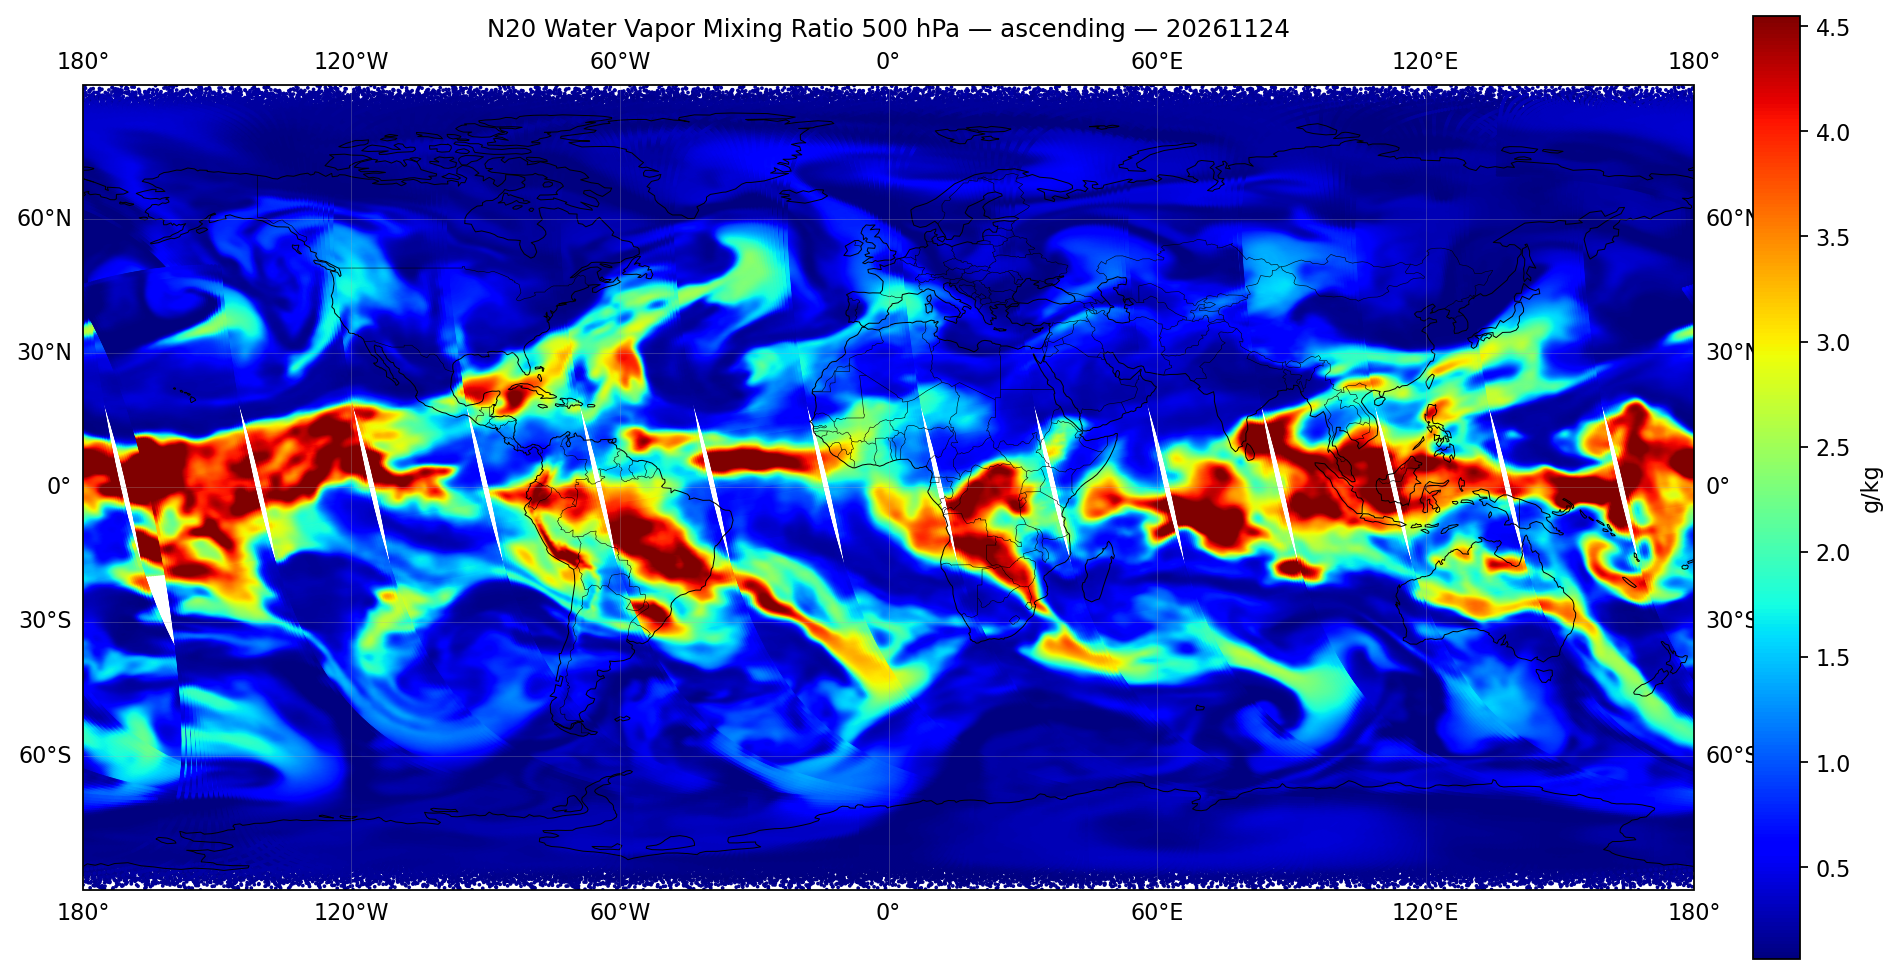 N20 Water Vapor Mixing Ratio 500 hPa — ascending — 20261124
180° 120°W 60°W 0° 60°E 120°E 180°
60°N 60°N
30°N 30°N
0° 0°
30°S 30°S
60°S 60°S
180° 120°W 60°W 0° 60°E 120°E 180°
4.5
4.0
3.5
3.0
2.5
2.0
1.5
1.0
0.5
g/kg